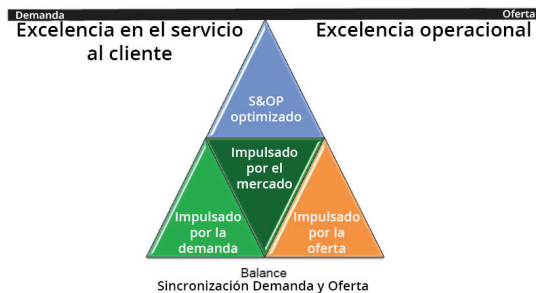 Demanda
Oferta
Excelencia en el servicio
al cliente
Excelencia operacional
S&OP
optimizado
Impulsado
por el
mercado
Impulsado
por la
demanda
Impulsado
por la
oferta
Balance
Sincronización Demanda y Oferta